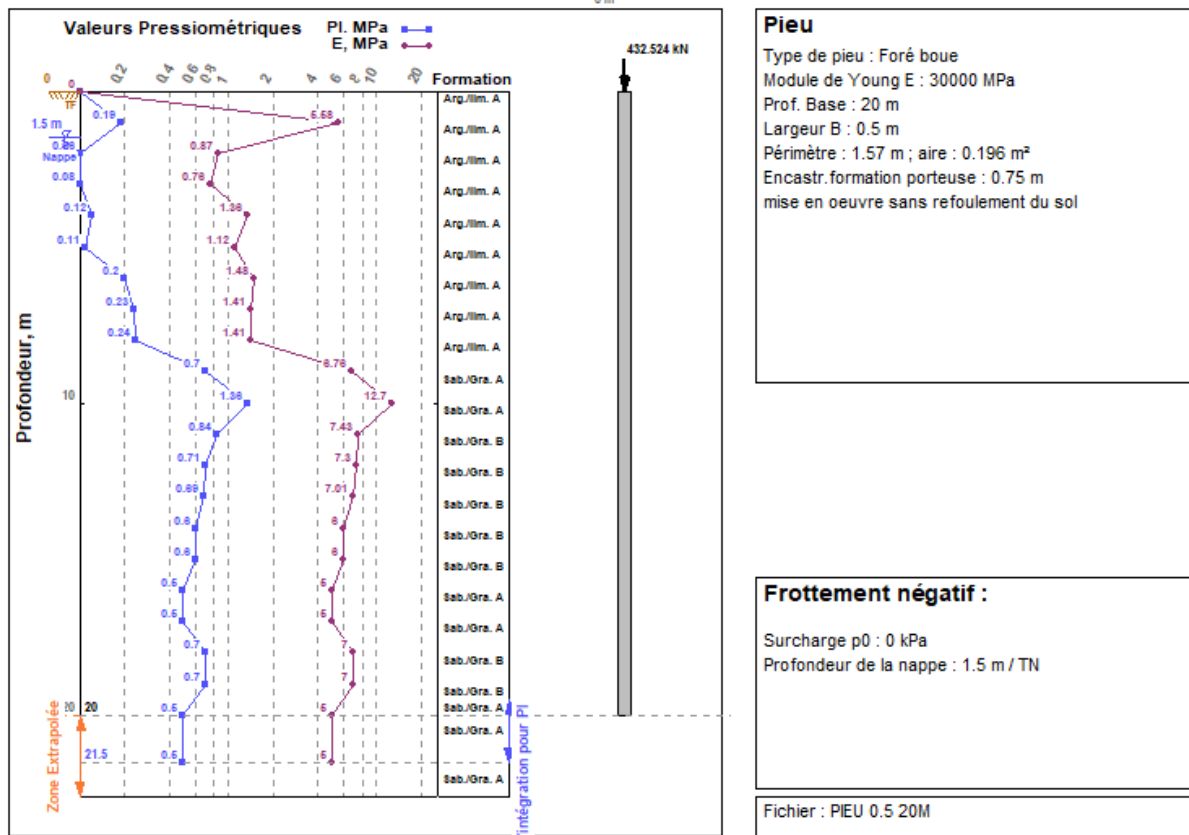 Valeurs Pressiométriques
Pl. MPa
E, MPa
0
0.2
0.4
0.6
0.8
1
2
4
6
8
10
20
Formation
432.524 kN
0
TF
Arg./lim. A
0.19
5.58
Arg./lim. A
1.5 m
Nappe
0.87
Arg./lim. A
0.08
0.76
Arg./lim. A
0.12
1.36
Arg./lim. A
0.11
1.12
Arg./lim. A
0.2
1.48
Arg./lim. A
0.23
1.41
Arg./lim. A
0.24
1.41
Arg./lim. A
0.7
6.76
Sab./Gra. A
10
1.36
12.7
Sab./Gra. A
0.84
7.43
Sab./Gra. B
0.71
7.3
Sab./Gra. B
0.69
7.01
Sab./Gra. B
0.6
6
Sab./Gra. B
0.6
6
Sab./Gra. B
0.5
5
Sab./Gra. A
0.5
5
Sab./Gra. A
0.7
7
Sab./Gra. B
0.7
7
Sab./Gra. B
20
20
0.5
5
Sab./Gra. A
Sab./Gra. A
21.5
0.5
5
Sab./Gra. A
Profondeur, m
Zone Extrapolée
'intégration pour Pl
Pieu
Type de pieu : Foré boue
Module de Young E : 30000 MPa
Prof. Base : 20 m
Largeur B : 0.5 m
Périmètre : 1.57 m ; aire : 0.196 m²
Encastr.formation porteuse : 0.75 m
mise en oeuvre sans refoulement du sol
Frottement négatif :
Surcharge p0 : 0 kPa
Profondeur de la nappe : 1.5 m / TN
Fichier : PIEU 0.5 20M